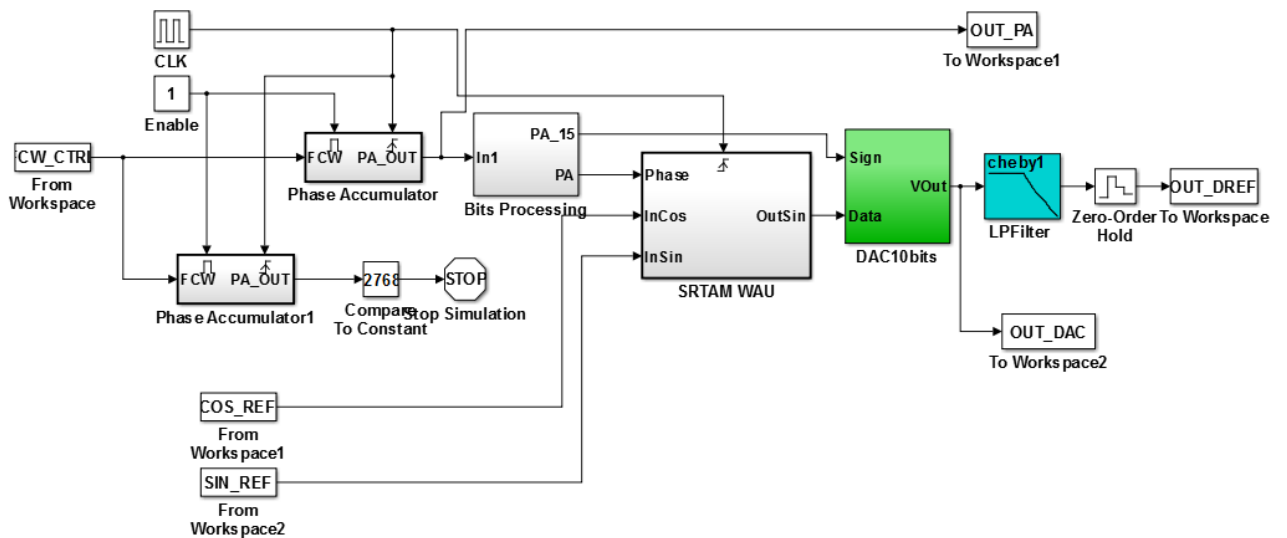 CLK
OUT_PA
To Workspace1
1
Enable
CW_CTRL
From
Workspace
FCW PA_OUT
Phase Accumulator
In1
PA_15
PA
Bits Processing
Phase
InCos
InSin
OutSin
SRTAM WAU
Sign
Data
VOut
DAC10bits
cheby1
LPFilter
Zero-Order
Hold
OUT_DREF
To Workspace
FCW PA_OUT
Phase Accumulator1
2768
Compare
To Constant
STOP
Stop Simulation
OUT_DAC
To Workspace2
COS_REF
From
Workspace1
SIN_REF
From
Workspace2